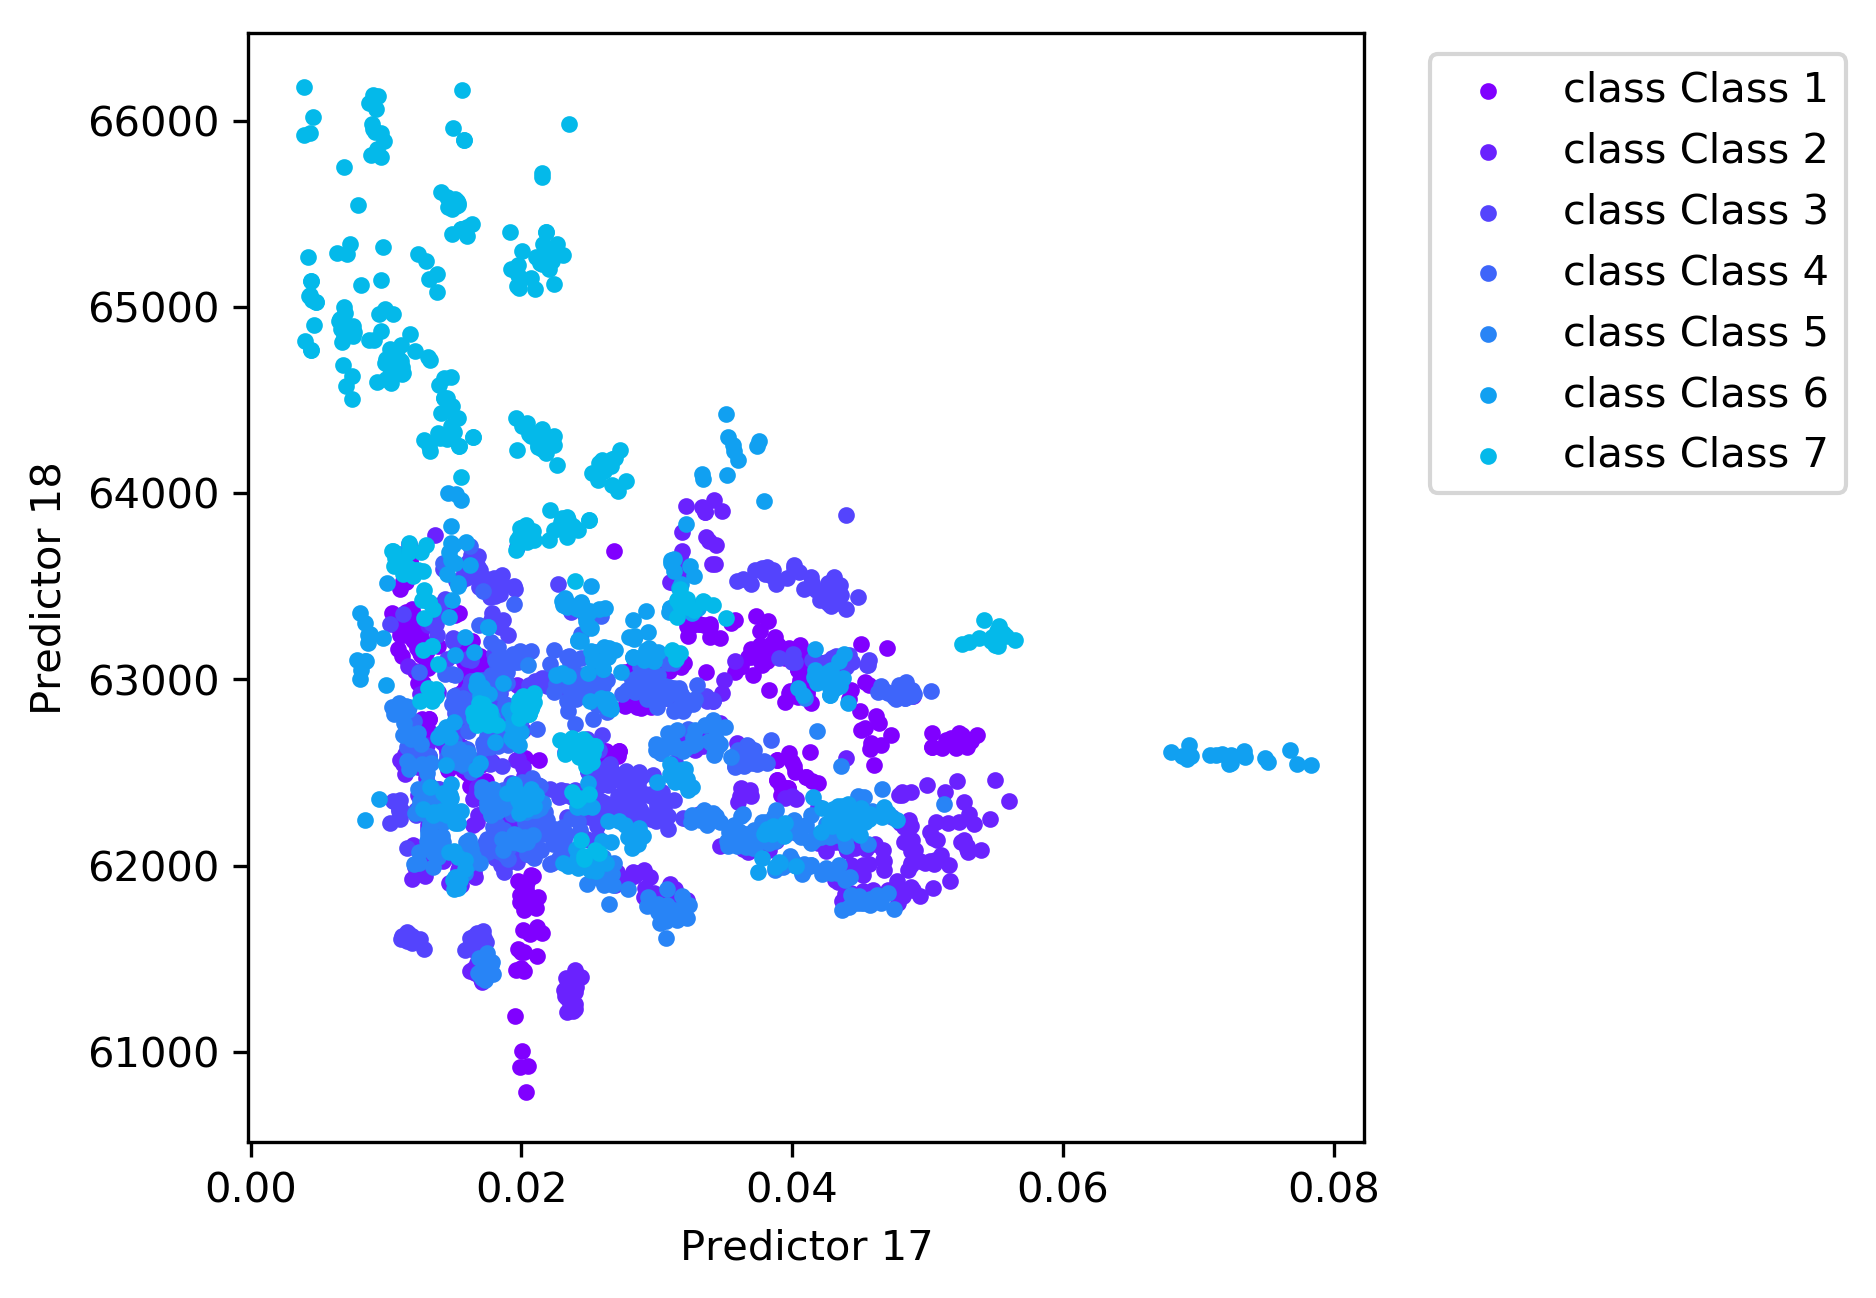 66000
65000
64000
63000
62000
61000
Predictor 18
0.00 0.02 0.04 0.06 0.08
Predictor 17
class Class 1
class Class 2
class Class 3
class Class 4
class Class 5
class Class 6
class Class 7